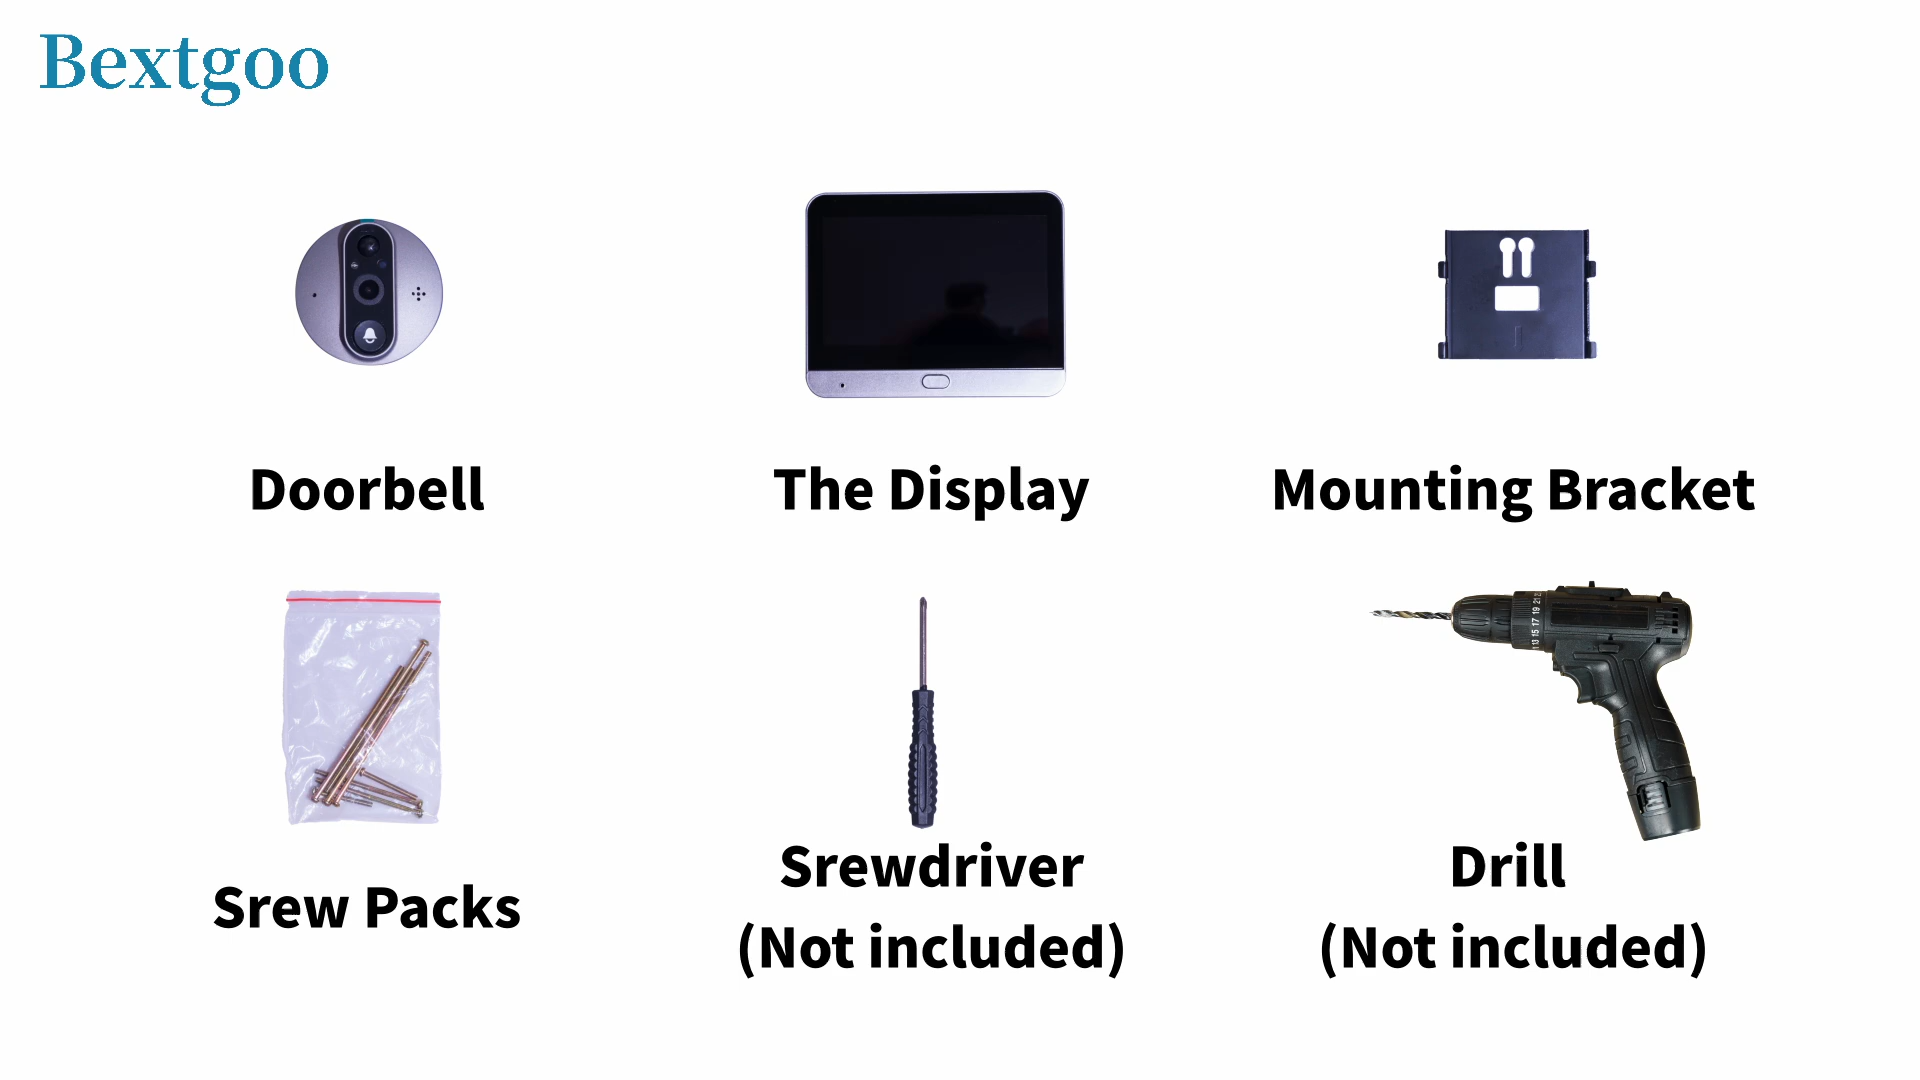 Bextgoo
Doorbell
The Display
Mounting Bracket
Srew Packs
Srewdriver
(Not included)
Drill
(Not included)